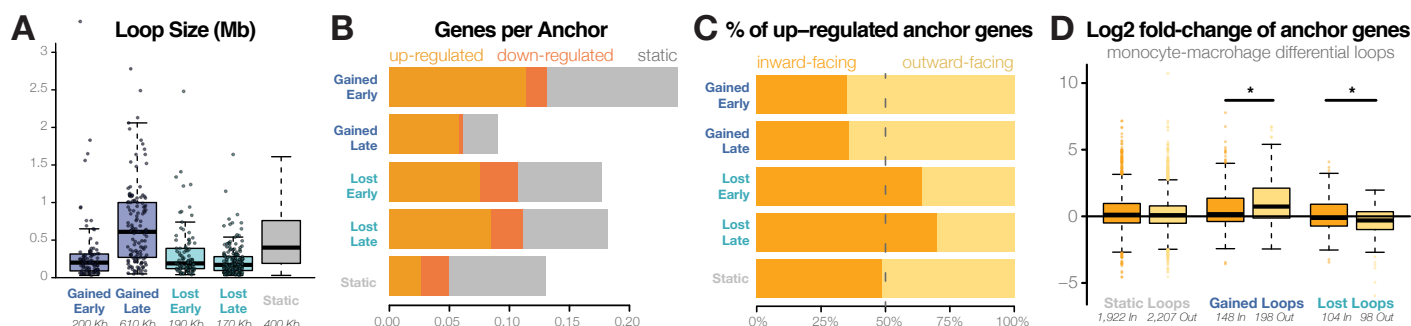 A
Loop Size (Mb)
3
2.5
2
1.5
1
0.5
0
Gained
Early
Gained
Late
Lost
Early
Lost
Late
Static
200 Kb
610 Kb
190 Kb
170 Kb
400 Kb
B
Genes per Anchor
up-regulated
down-regulated
static
Gained
Early
Gained
Late
Lost
Early
Lost
Late
Static
0.00
0.05
0.10
0.15
0.20
C
% of up–regulated anchor genes
inward-facing
outward-facing
Gained
Early
Gained
Late
Lost
Early
Lost
Late
Static
0%
25%
50%
75%
100%
D
Log2 fold-change of anchor genes
monocyte-macrohage differential loops
10
5
0
−5
*
*
Static Loops
Gained Loops
Lost Loops
1,922 In
2,207 Out
148 In
198 Out
104 In
98 Out